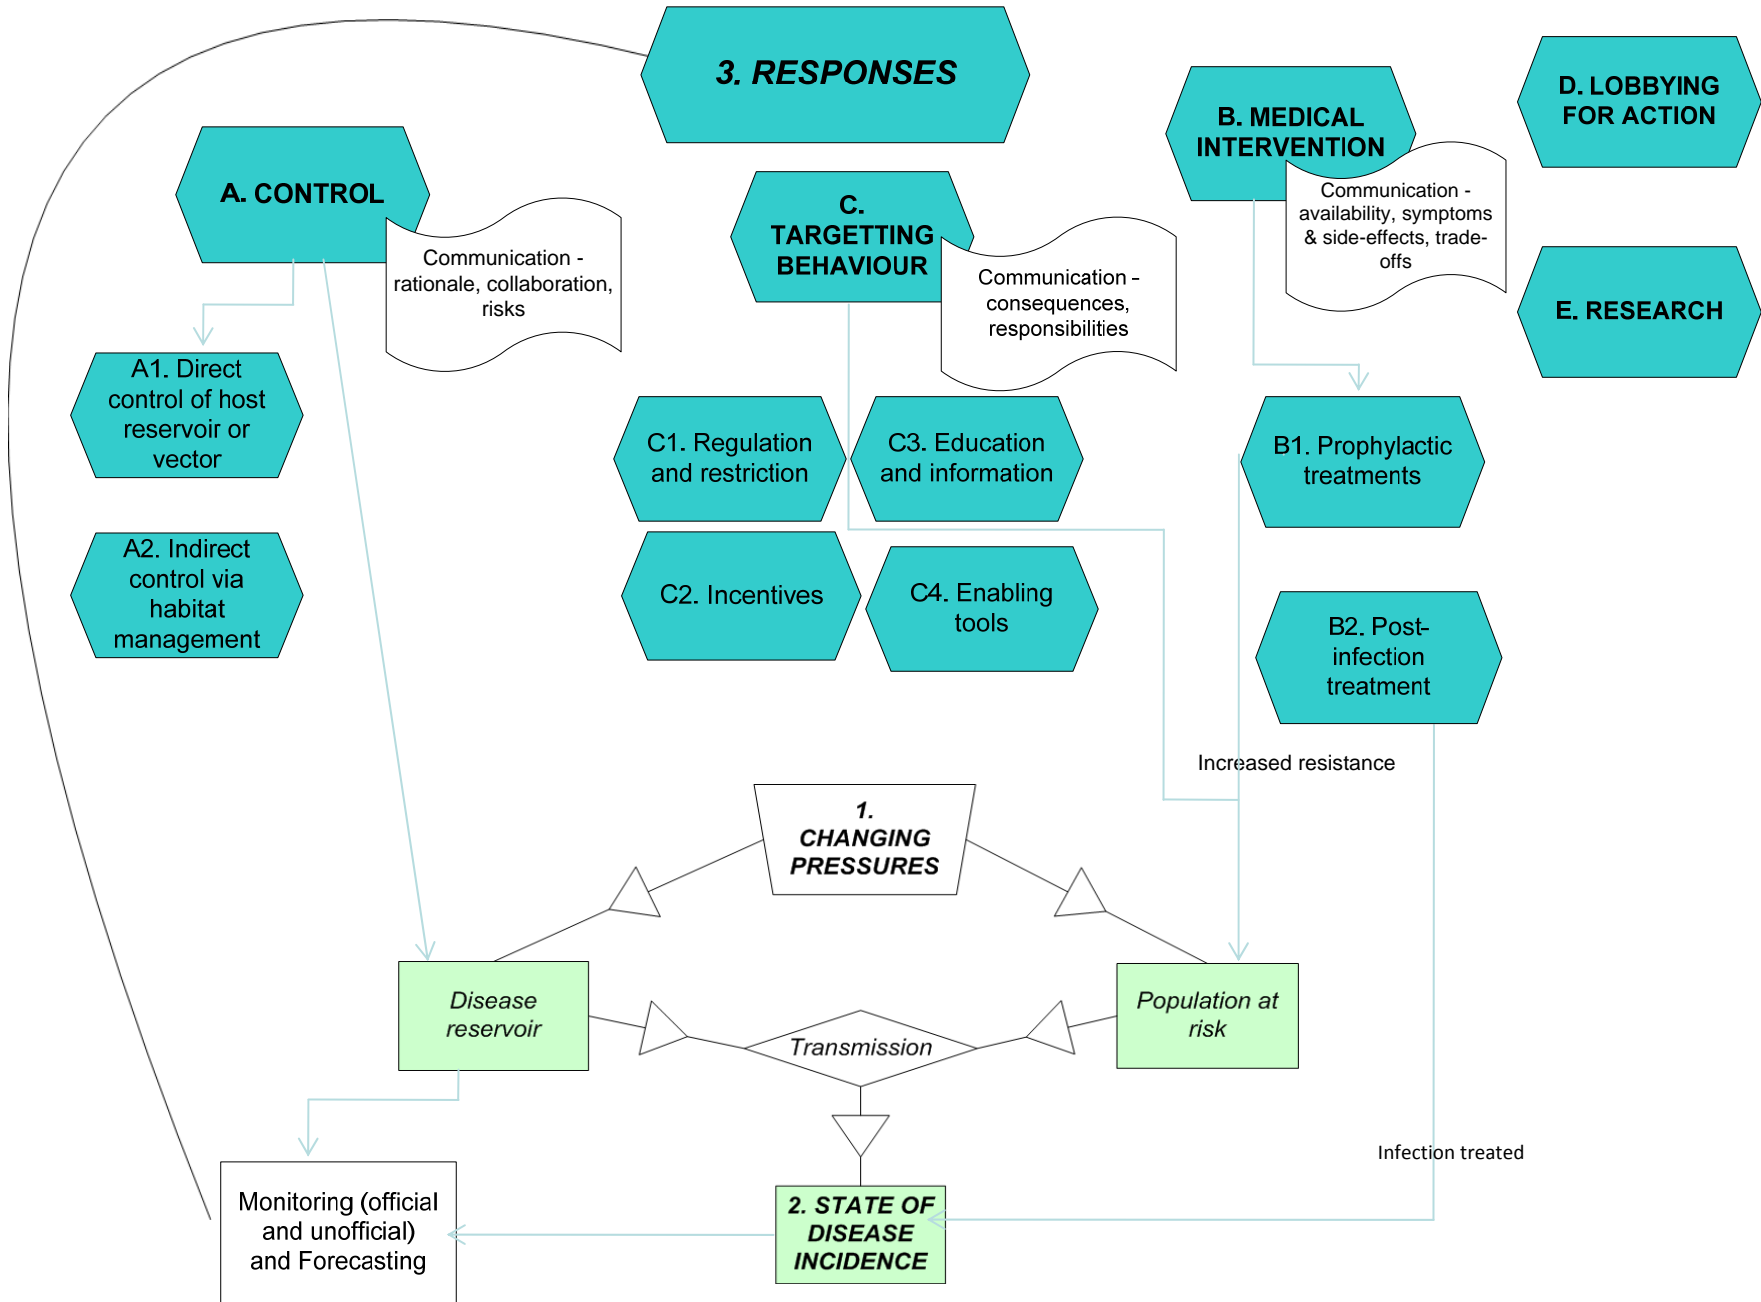 3. RESPONSES
D. LOBBYING
FOR ACTION
B. MEDICAL
INTERVENTION
A. CONTROL
Communication -
availability, symptoms
& side-effects, trade-
offs
C.
TARGETTING
BEHAVIOUR
Communication -
rationale, collaboration,
risks
Communication –
consequences,
responsibilities
E. RESEARCH
A1. Direct
control of host
reservoir or
vector
C1. Regulation
and restriction
C3. Education
and information
B1. Prophylactic
treatments
A2. Indirect
control via
habitat
management
C2. Incentives
C4. Enabling
tools
B2. Post-
infection
treatment
Increased resistance
1.
CHANGING
PRESSURES
Disease
reservoir
Population at
risk
Transmission
Infection treated
Monitoring (official
and unofficial)
and Forecasting
2. STATE OF
DISEASE
INCIDENCE